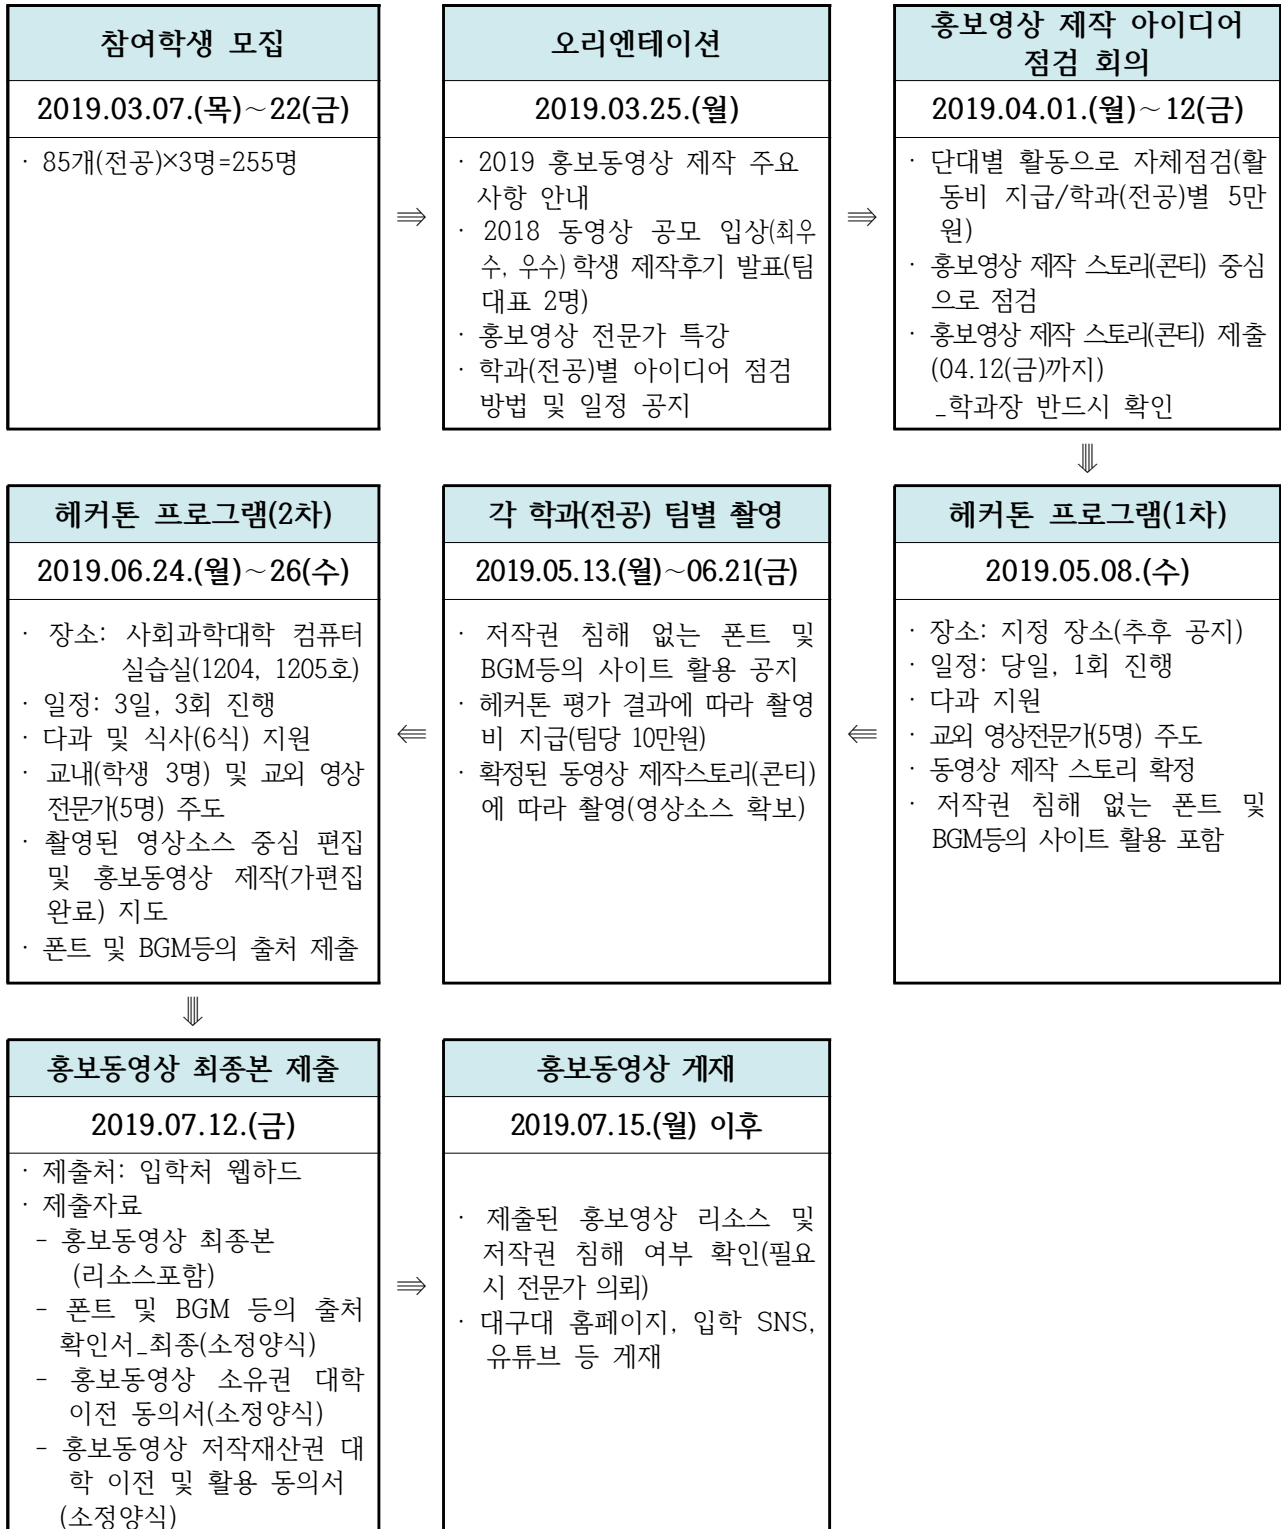 참여학생 모집
2019.03.07.(목)~22(금)
· 85개(전공)×3명=255명
⇒
오리엔테이션
2019.03.25.(월)
· 2019 홍보동영상 제작 주요
사항 안내
· 2018 동영상 공모 입상(최우
수, 우수) 학생 제작후기 발표(팀
대표 2명)
· 홍보영상 전문가 특강
· 학과(전공)별 아이디어 점검
방법 및 일정 공지
⇒
홍보영상 제작 아이디어
점검 회의
2019.04.01.(월)~12(금)
· 단대별 활동으로 자체점검(활
동비 지급/학과(전공)별 5만
원)
· 홍보영상 제작 스토리(콘티) 중심
으로 점검
· 홍보영상 제작 스토리(콘티) 제출
(04.12(금)까지)
_학과장 반드시 확인
⇓
헤커톤 프로그램(1차)
2019.05.08.(수)
· 장소: 지정 장소(추후 공지)
· 일정: 당일, 1회 진행
· 다과 지원
· 교외 영상전문가(5명) 주도
· 동영상 제작 스토리 확정
· 저작권 침해 없는 폰트 및
BGM등의 사이트 활용 포함
⇐
각 학과(전공) 팀별 촬영
2019.05.13.(월)~06.21(금)
· 저작권 침해 없는 폰트 및
BGM등의 사이트 활용 공지
· 헤커톤 평가 결과에 따라 촬영
비 지급(팀당 10만원)
· 확정된 동영상 제작스토리(콘티)
에 따라 촬영(영상소스 확보)
⇐
헤커톤 프로그램(2차)
2019.06.24.(월)~26(수)
· 장소: 사회과학대학 컴퓨터
실습실(1204, 1205호)
· 일정: 3일, 3회 진행
· 다과 및 식사(6식) 지원
· 교내(학생 3명) 및 교외 영상
전문가(5명) 주도
· 촬영된 영상소스 중심 편집
및 홍보동영상 제작(가편집
완료) 지도
· 폰트 및 BGM등의 출처 제출
⇓
홍보동영상 최종본 제출
2019.07.12.(금)
· 제출처: 입학처 웹하드
· 제출자료
- 홍보동영상 최종본
(리소스포함)
- 폰트 및 BGM 등의 출처
확인서_최종(소정양식)
- 홍보동영상 소유권 대학
이전 동의서(소정양식)
- 홍보동영상 저작재산권 대
학 이전 및 활용 동의서
(소정양식)
⇒
홍보동영상 게재
2019.07.15.(월) 이후
· 제출된 홍보영상 리소스 및
저작권 침해 여부 확인(필요
시 전문가 의뢰)
· 대구대 홈페이지, 입학 SNS,
유튜브 등 게재